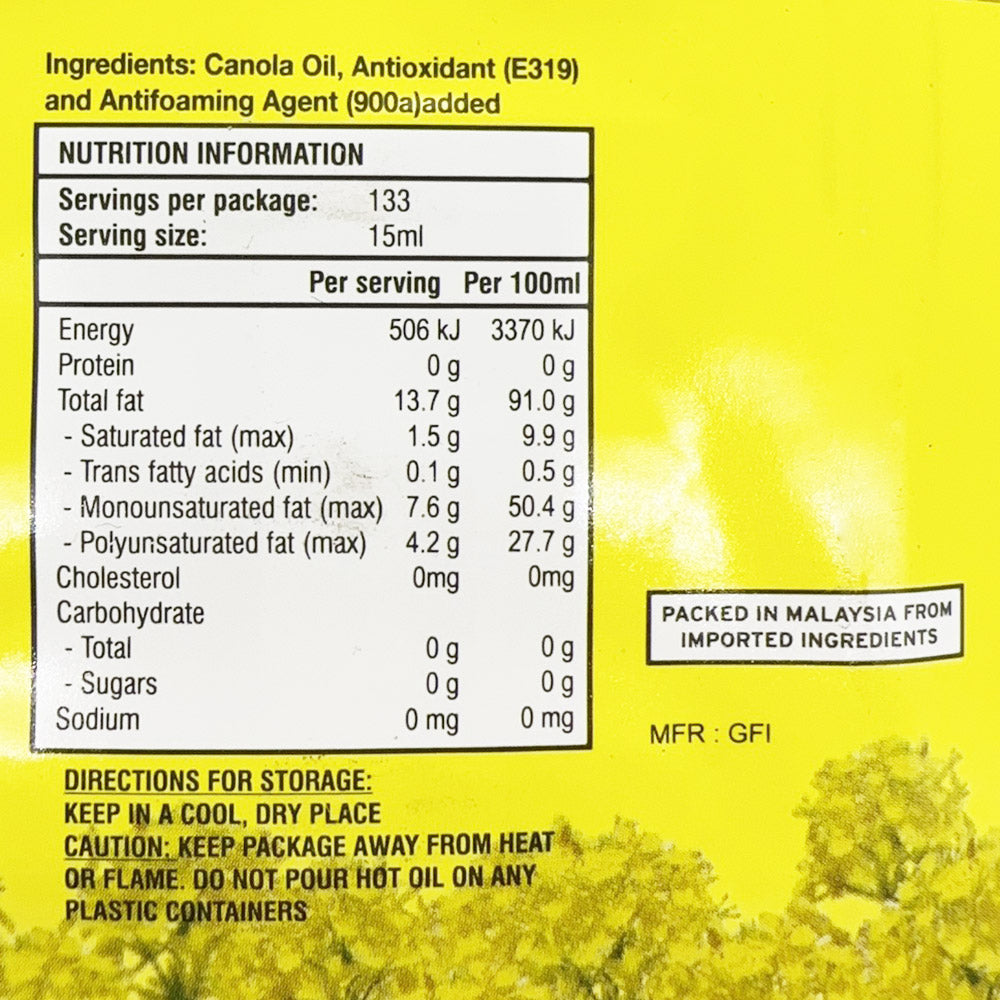 Ingredients: Canola Oil, Antioxidant (E319)
and Antifoaming Agent (900a)added
NUTRITION INFORMATION
Servings per package: 133
Serving size: 15ml
Per serving Per 100ml
Energy 506 kJ 3370 kJ
Protein 0 g 0 g
Total fat 13.7 g 91.0 g
- Saturated fat (max) 1.5 g 9.9 g
- Trans fatty acids (min) 0.1 g 0.5 g
- Monounsaturated fat (max) 7.6 g 50.4 g
- Polyunsaturated fat (max) 4.2 g 27.7 g
Cholesterol 0mg 0mg
Carbohydrate
- Total 0 g 0 g
- Sugars 0 g 0 g
Sodium 0 mg 0 mg
PACKED IN MALAYSIA FROM
IMPORTED INGREDIENTS
MFR : GFI
DIRECTIONS FOR STORAGE:
KEEP IN A COOL, DRY PLACE
CAUTION: KEEP PACKAGE AWAY FROM HEAT
OR FLAME. DO NOT POUR HOT OIL ON ANY
PLASTIC CONTAINERS